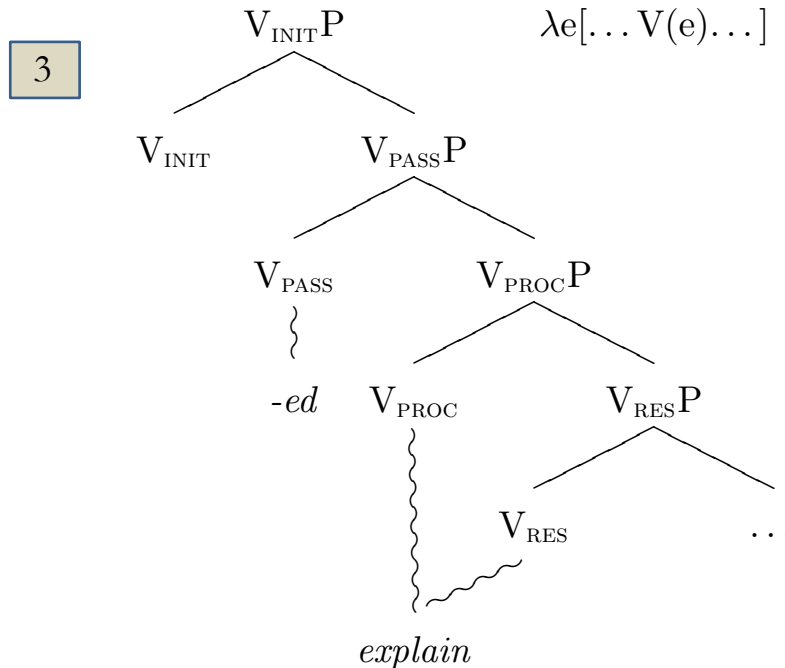 V_INIT P λe[… V(e)…]
3
V_INIT V_PASS P
V_PASS V_PROC P
-ed V_PROC V_RES P
V_RES …
explain